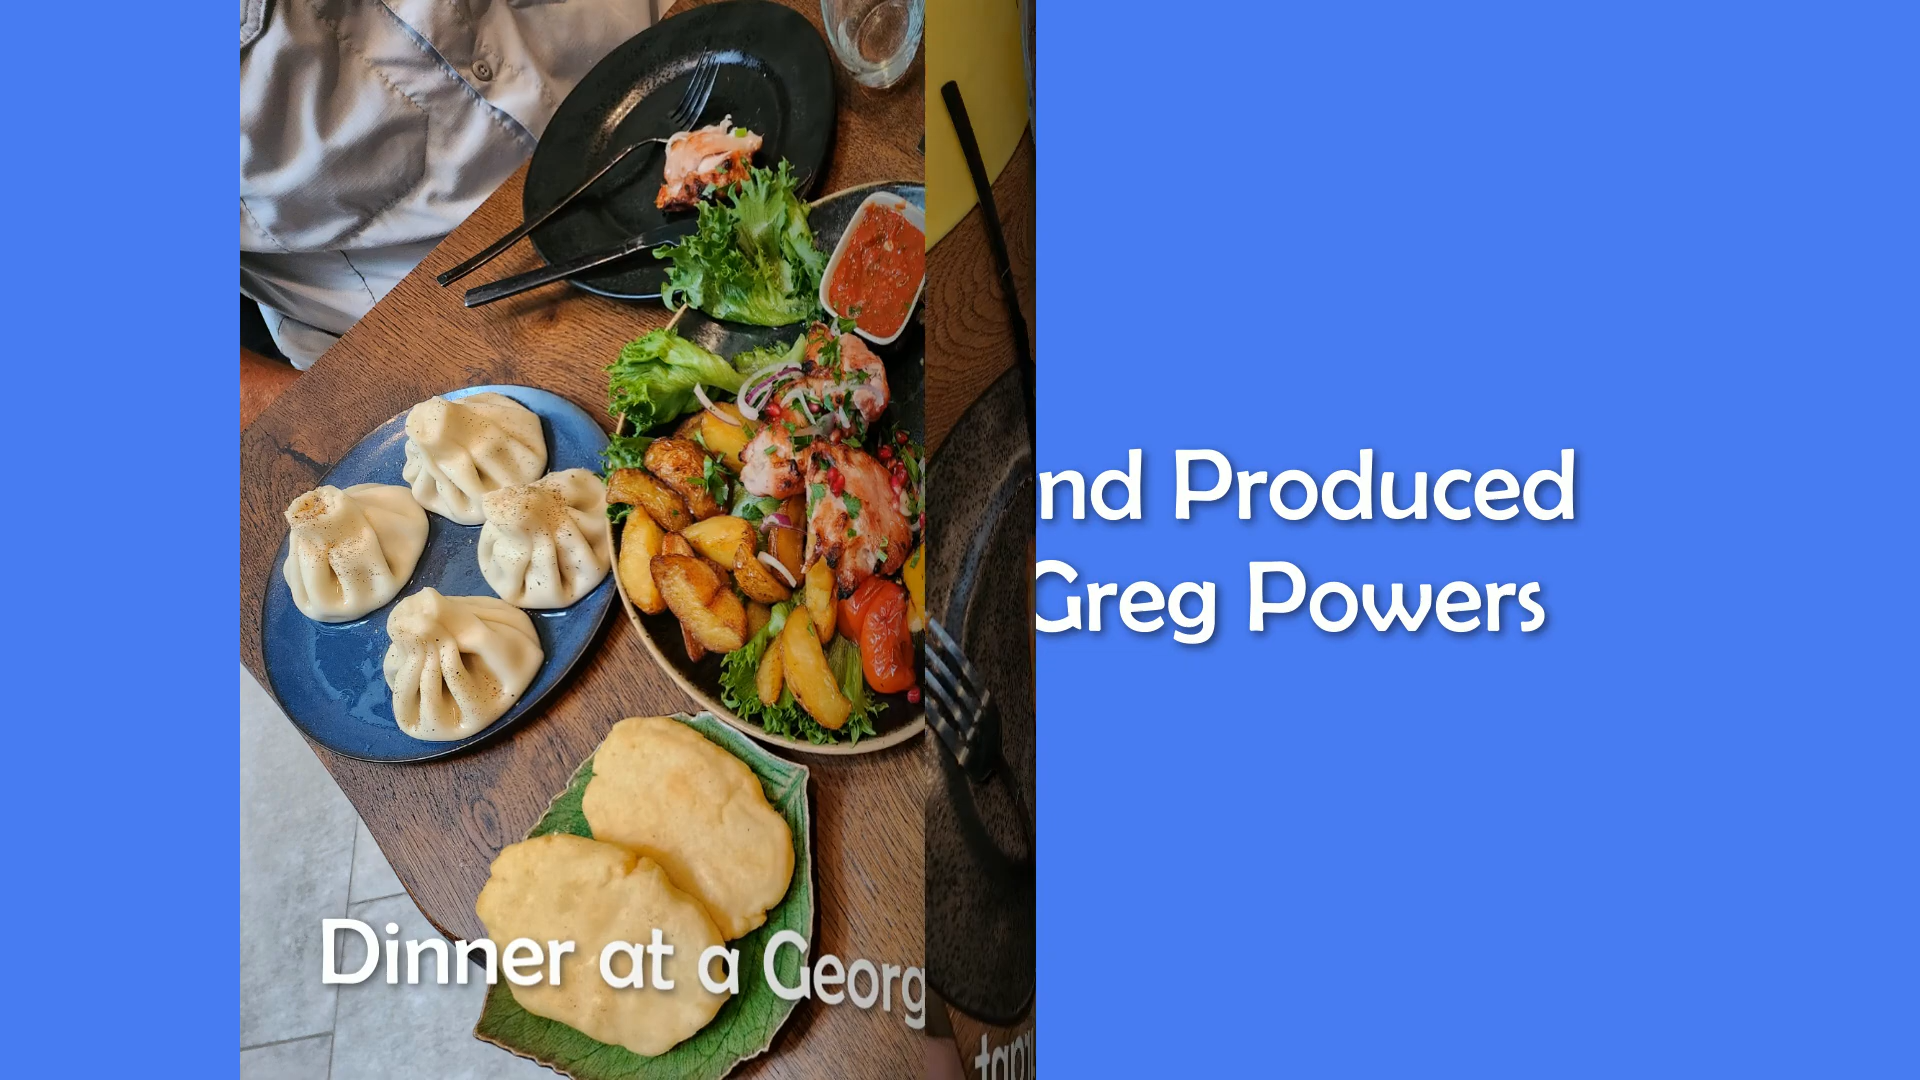 nd Produced
Greg Powers
Dinner at a Georg